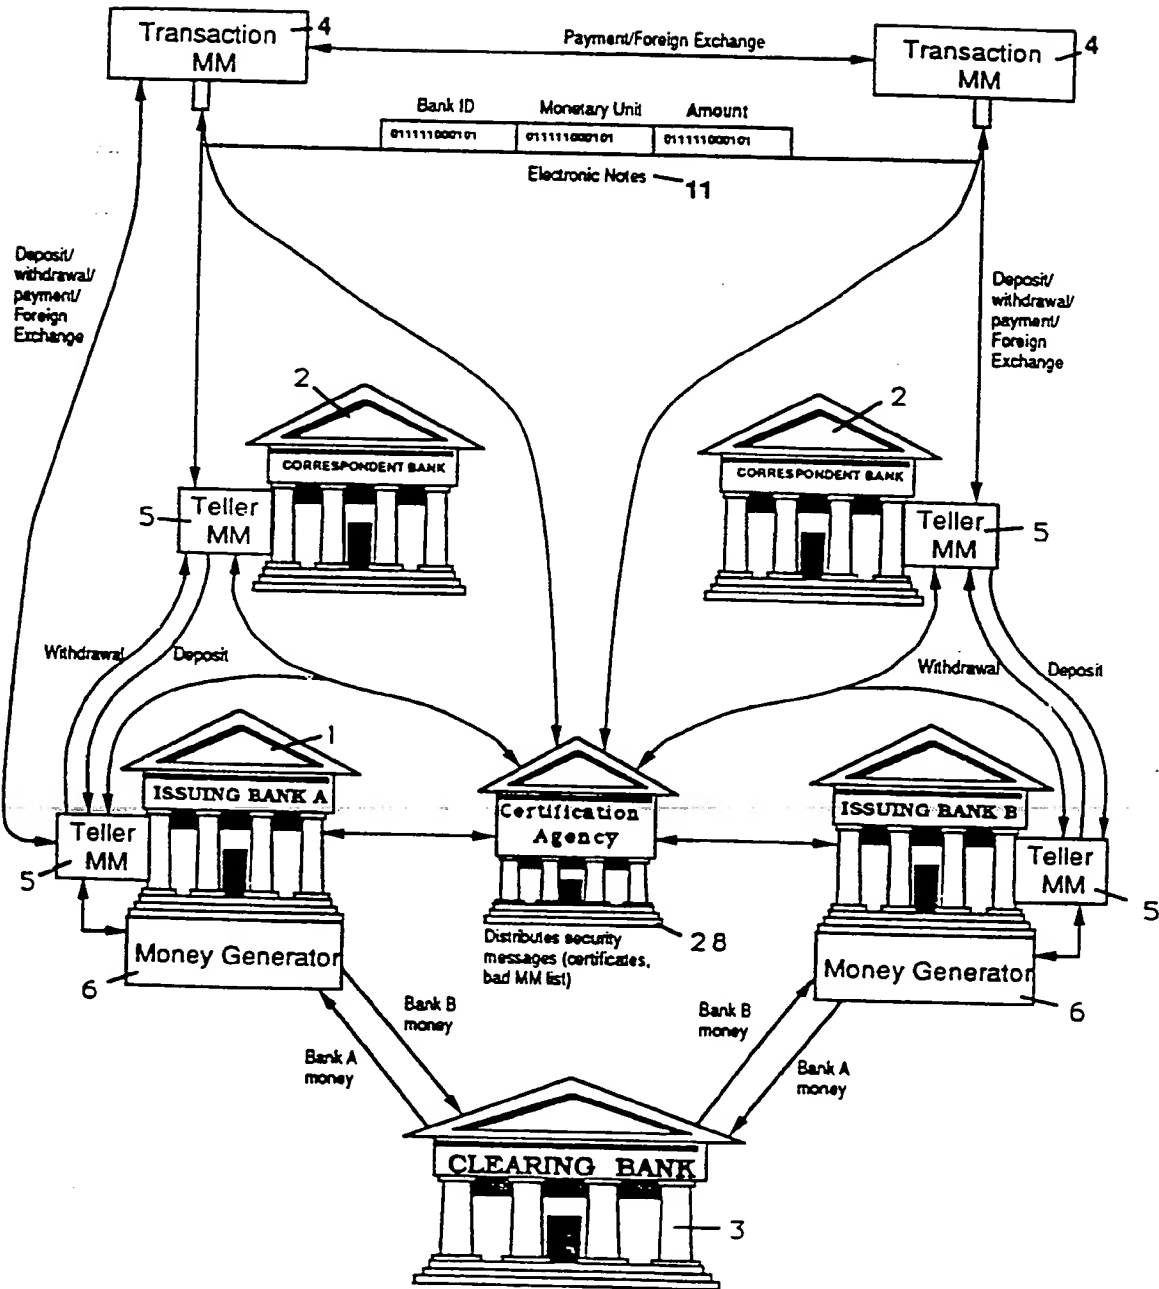 Transaction
MM
4
Payment/Foreign Exchange
Transaction
MM
4
Bank ID
Monetary Unit
Amount
011111000101
011111000101
011111000101
Electronic Notes
11
Deposit/
withdrawal/
payment/
Foreign
Exchange
Deposit/
withdrawal/
payment/
Foreign
Exchange
2
CORRESPONDENT BANK
2
CORRESPONDENT BANK
5
Teller
MM
Teller
MM
5
Withdrawal
Deposit
Withdrawal
Deposit
1
ISSUING BANK A
Certification
Agency
ISSUING BANK B
Teller
MM
5
Teller
MM
5
28
Distributes security
messages (certificates,
bad MM list)
Money Generator
6
Money Generator
6
Bank B
money
Bank A
money
Bank B
money
Bank A
money
CLEARING BANK
3